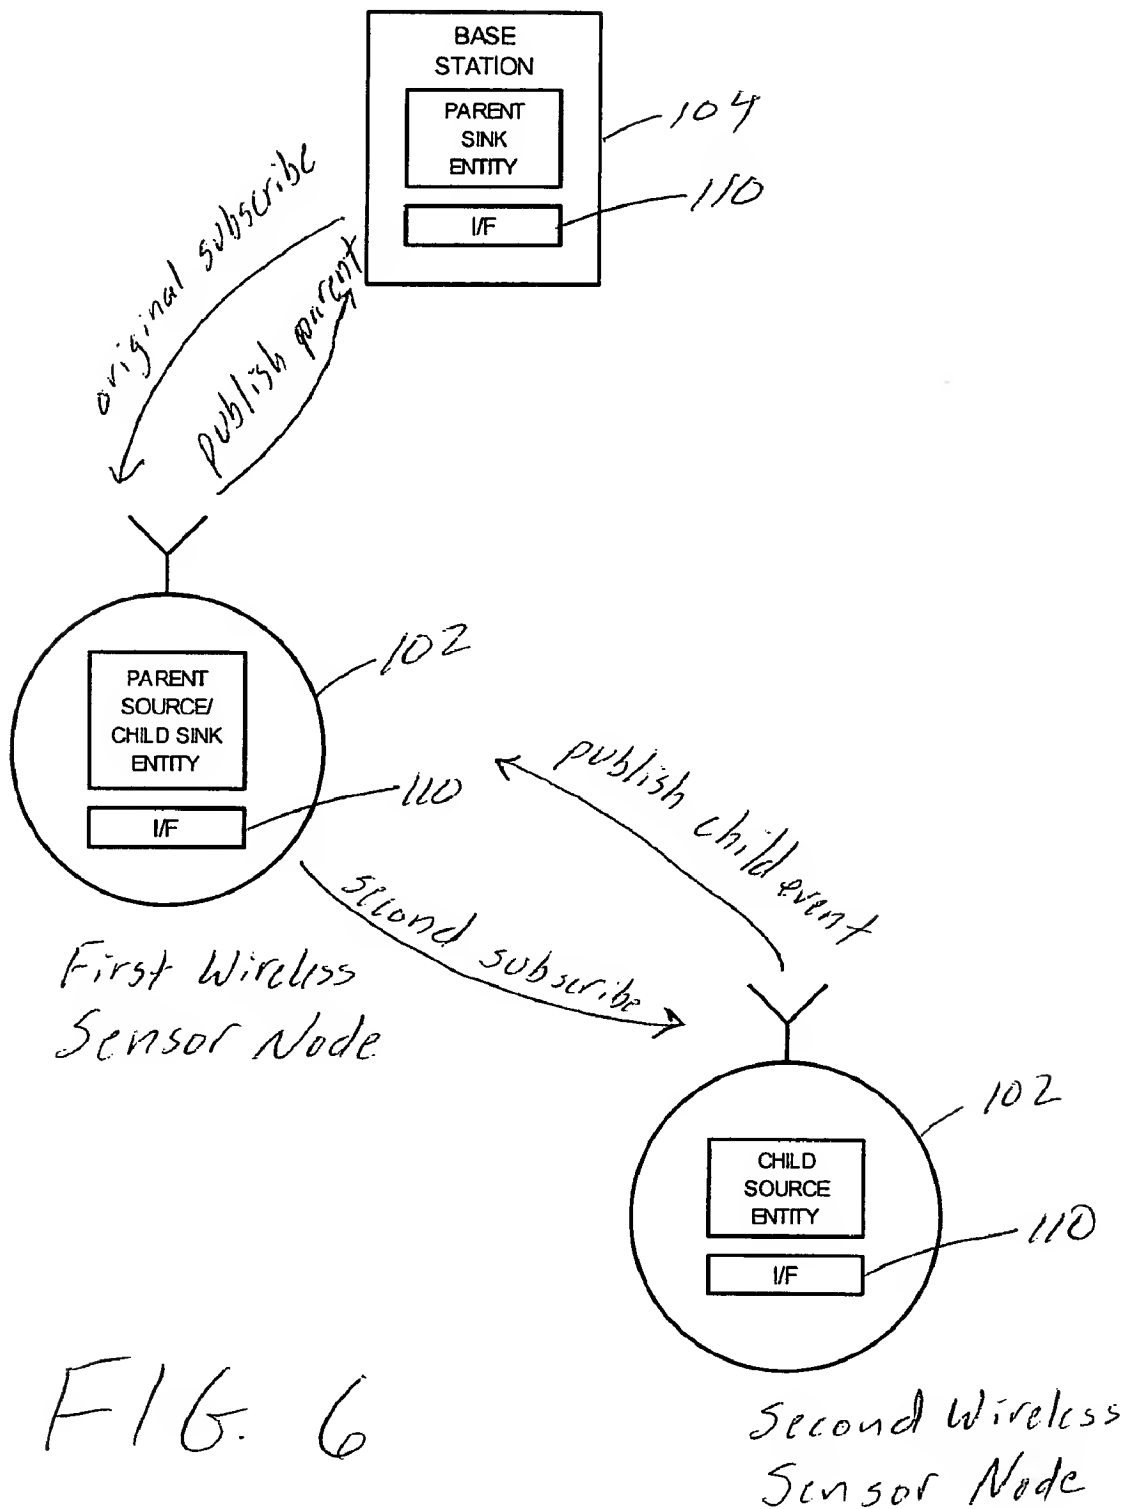 BASE
STATION
PARENT
SINK
ENTITY
I/F
104
110
original subscribe
publish parent
PARENT
SOURCE/
CHILD SINK
ENTITY
I/F
102
110
First Wireless
Sensor Node
publish child event
second subscribe
CHILD
SOURCE
ENTITY
I/F
102
110
Second Wireless
Sensor Node
FIG. 6